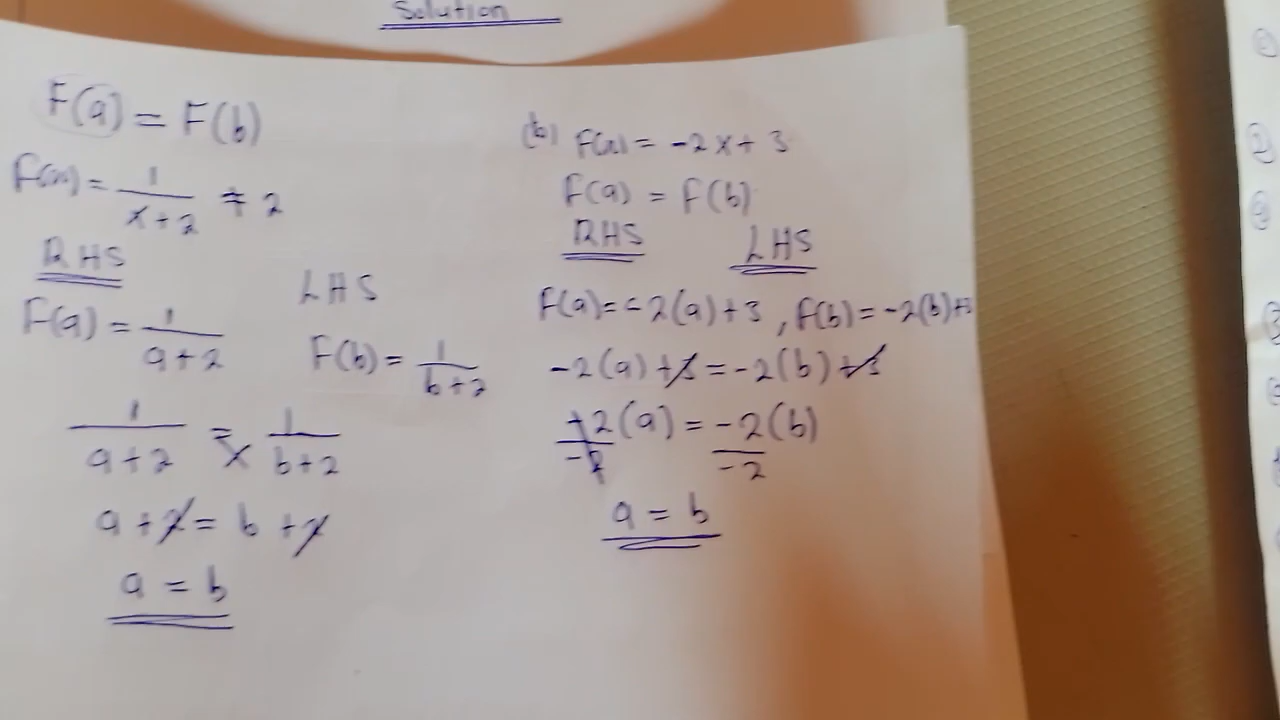 Solution
F(a) = F(b)
F(x) = 1/(x+2) ≠ 2
RHS
LHS
F(a) = 1/(a+2)
F(b) = 1/(b+2)
1/(a+2) = 1/(b+2)
a + 2 = b + 2
a = b
(b) F(x) = -2x + 3
F(a) = F(b)
RHS LHS
F(a) = -2(a)+3, F(b) = -2(b)+3
-2(a)+3 = -2(b)+3
-2(a)/-2 = -2(b)/-2
a = b